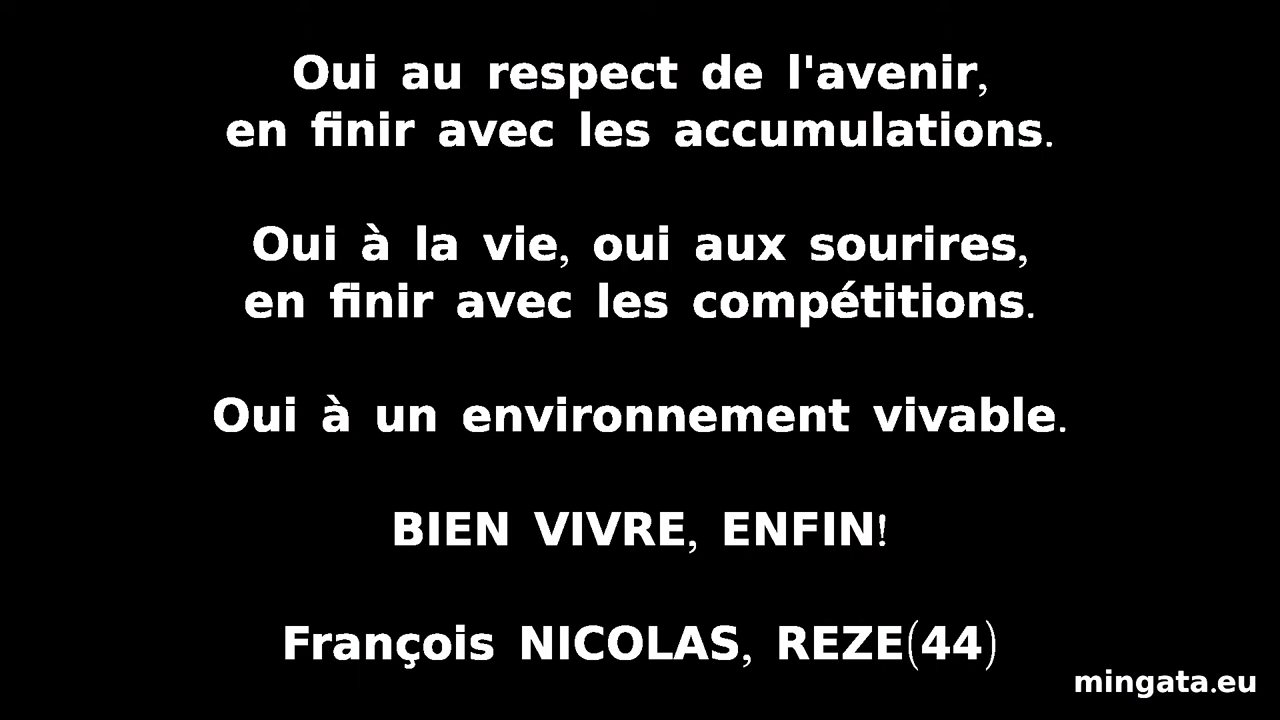 Oui au respect de l'avenir,
en finir avec les accumulations.
Oui à la vie, oui aux sourires,
en finir avec les compétitions.
Oui à un environnement vivable.
BIEN VIVRE, ENFIN!
François NICOLAS, REZE(44)
mingata.eu